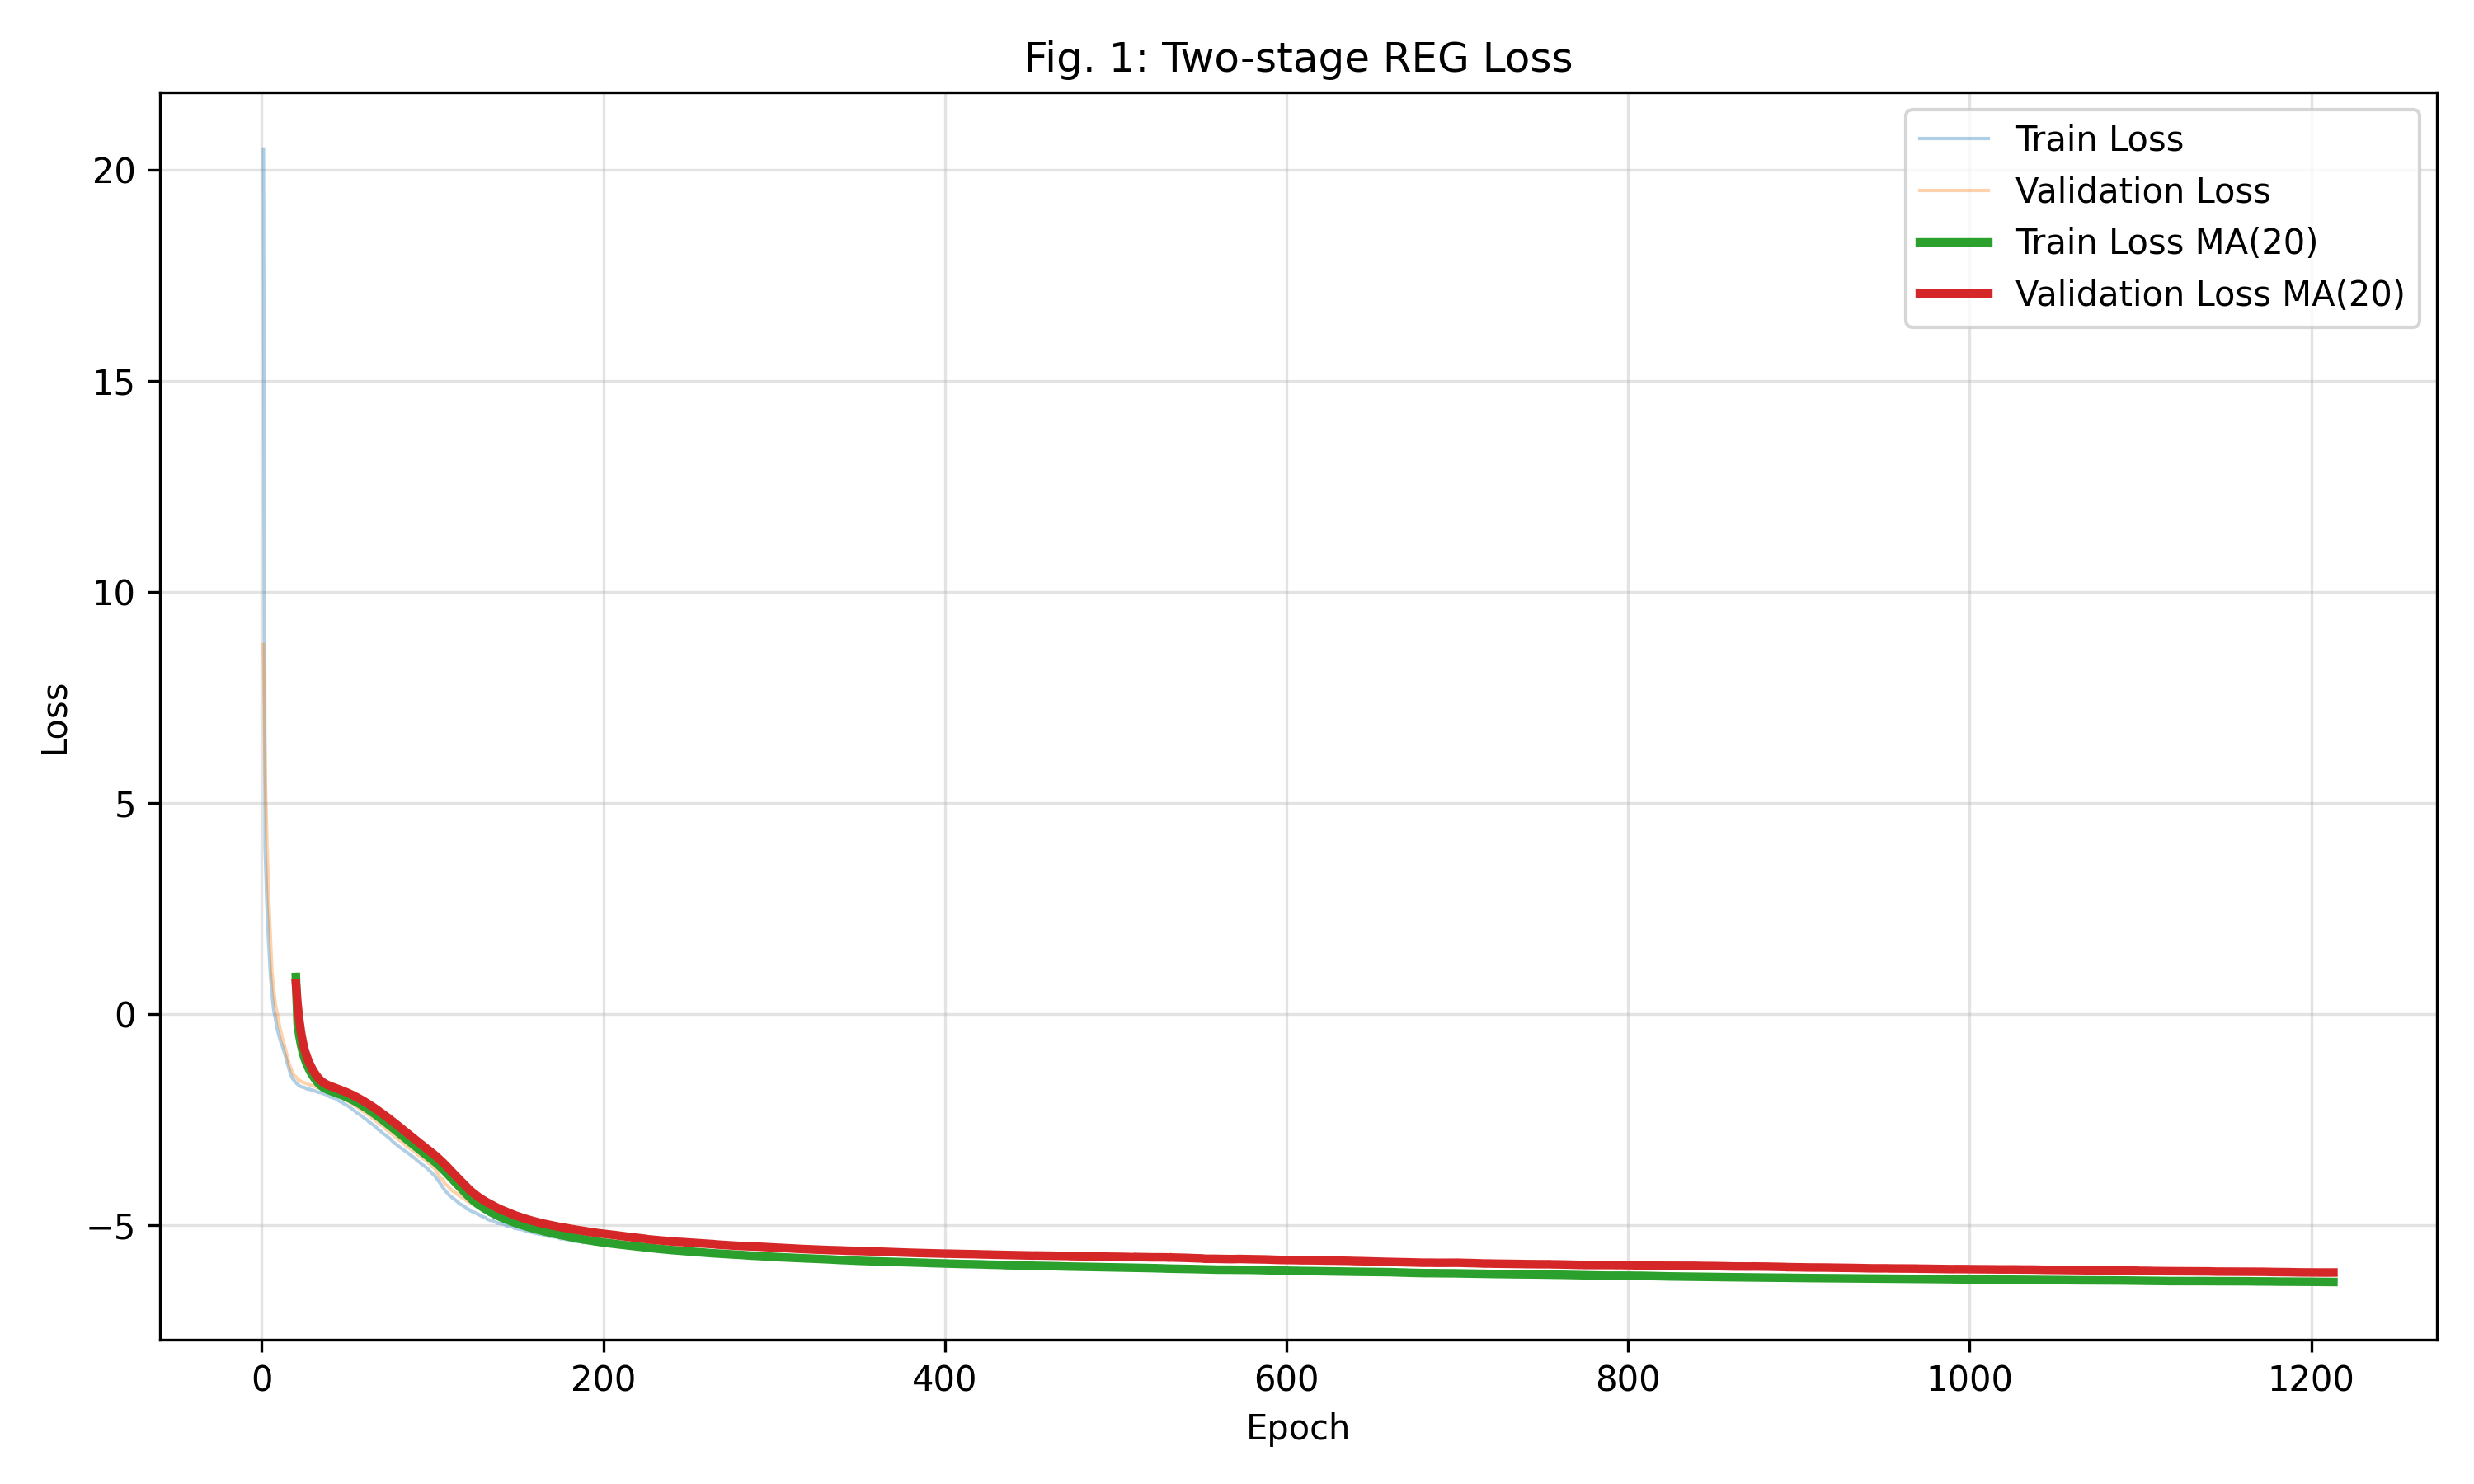 Fig. 1: Two-stage REG Loss
Train Loss
Validation Loss
Train Loss MA(20)
Validation Loss MA(20)
20
15
10
5
0
−5
Loss
0 200 400 600 800 1000 1200
Epoch